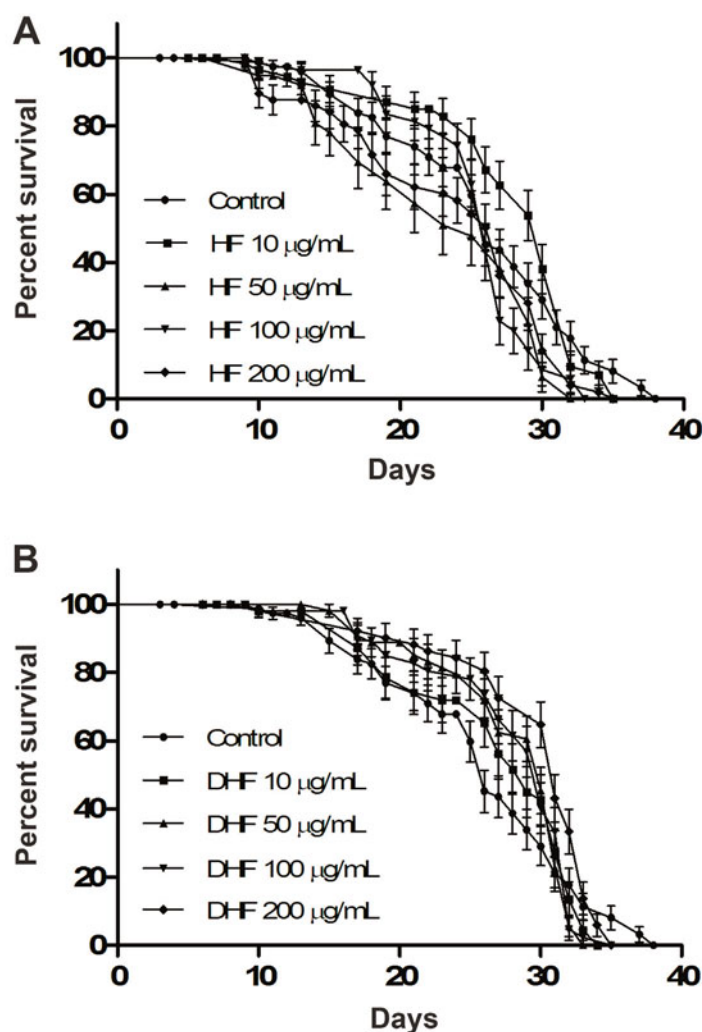 A
Percent survival
100
80
60
40
20
0
Control
HF 10 μg/mL
HF 50 μg/mL
HF 100 μg/mL
HF 200 μg/mL
0 10 20 30 40
Days
B
Percent survival
100
80
60
40
20
0
Control
DHF 10 μg/mL
DHF 50 μg/mL
DHF 100 μg/mL
DHF 200 μg/mL
0 10 20 30 40
Days